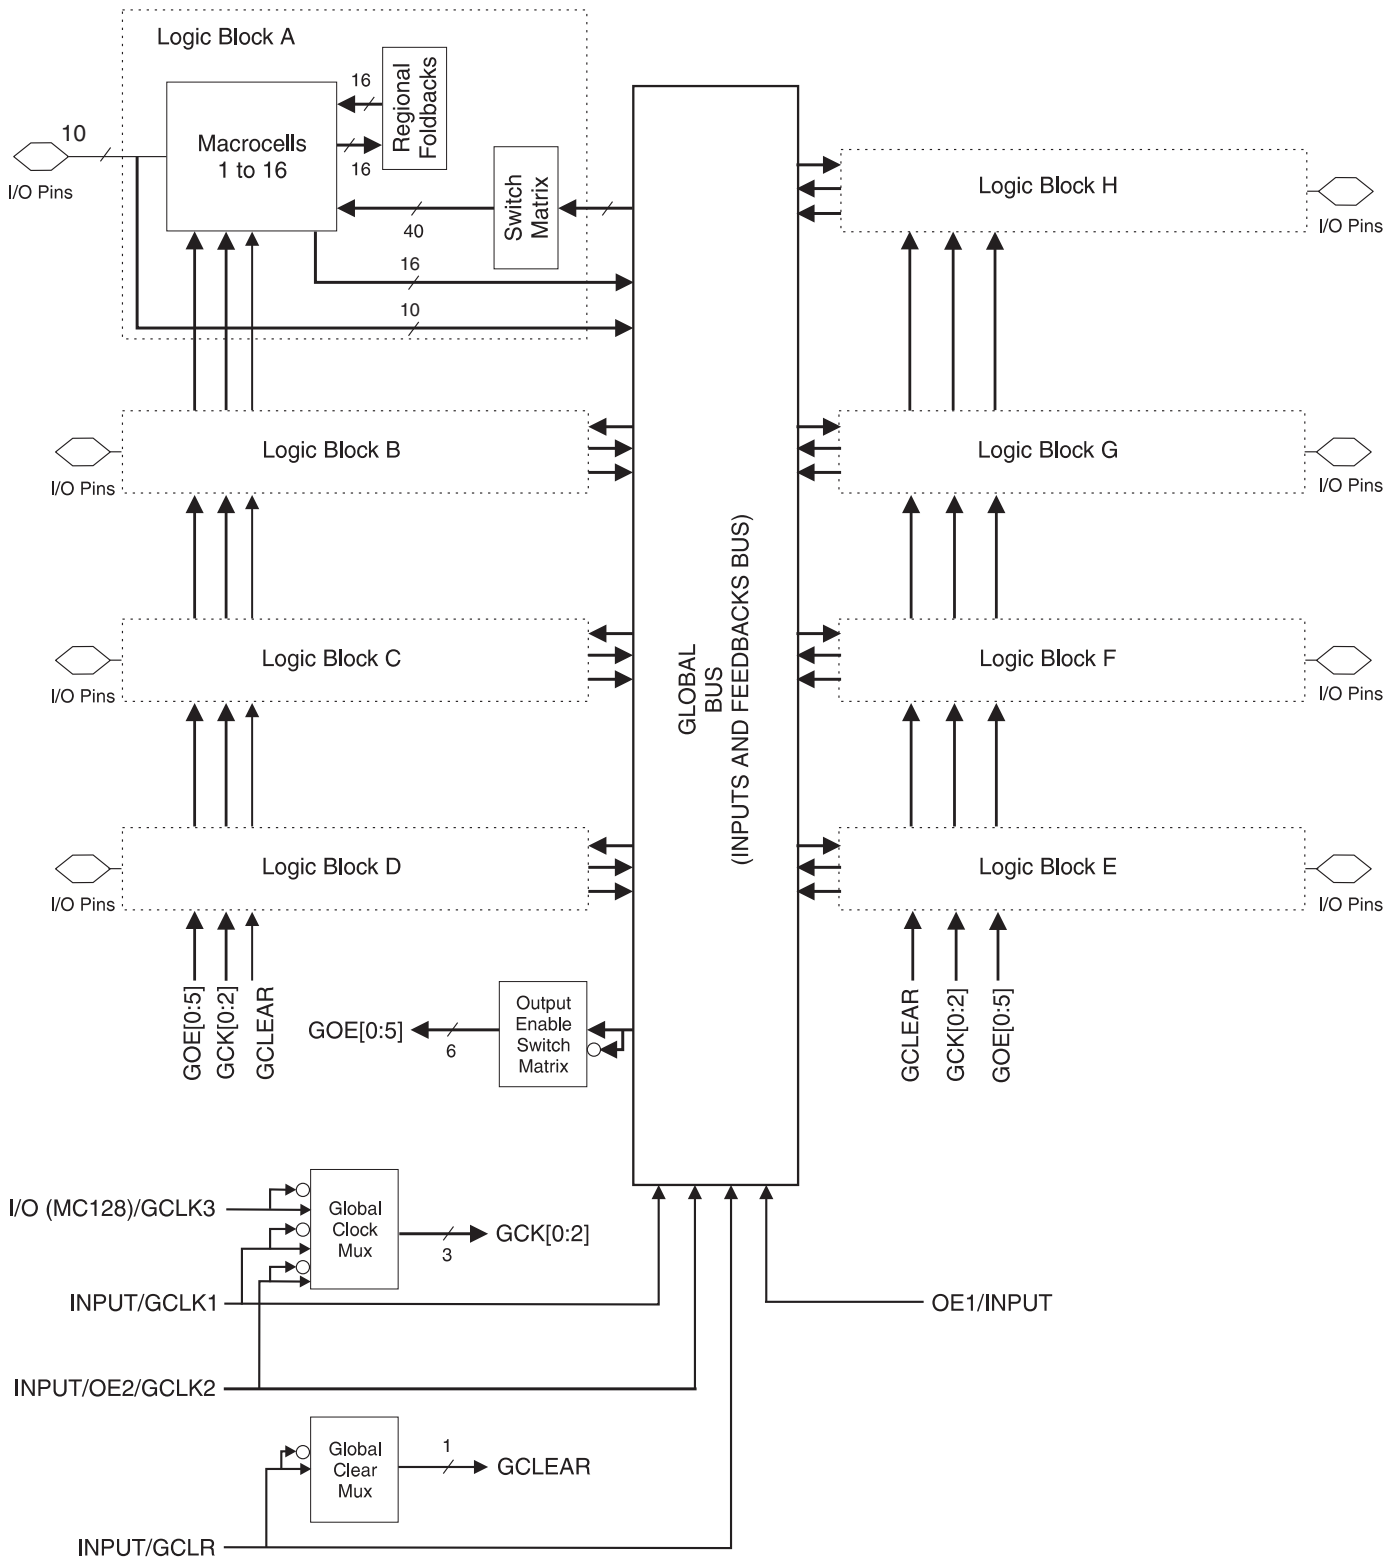 Logic Block A
Regional
Foldbacks
16
16
Macrocells
1 to 16
10
I/O Pins
Switch
Matrix
40
16
10
Logic Block H
I/O Pins
Logic Block B
I/O Pins
Logic Block G
I/O Pins
GLOBAL
BUS
(INPUTS AND FEEDBACKS BUS)
Logic Block C
I/O Pins
Logic Block F
I/O Pins
Logic Block D
I/O Pins
Logic Block E
I/O Pins
GOE[0:5]
GCK[0:2]
GCLEAR
GOE[0:5]
6
Output
Enable
Switch
Matrix
GCLEAR
GCK[0:2]
GOE[0:5]
I/O (MC128)/GCLK3
Global
Clock
Mux
3
GCK[0:2]
INPUT/GCLK1
OE1/INPUT
INPUT/OE2/GCLK2
Global
Clear
Mux
1
GCLEAR
INPUT/GCLR